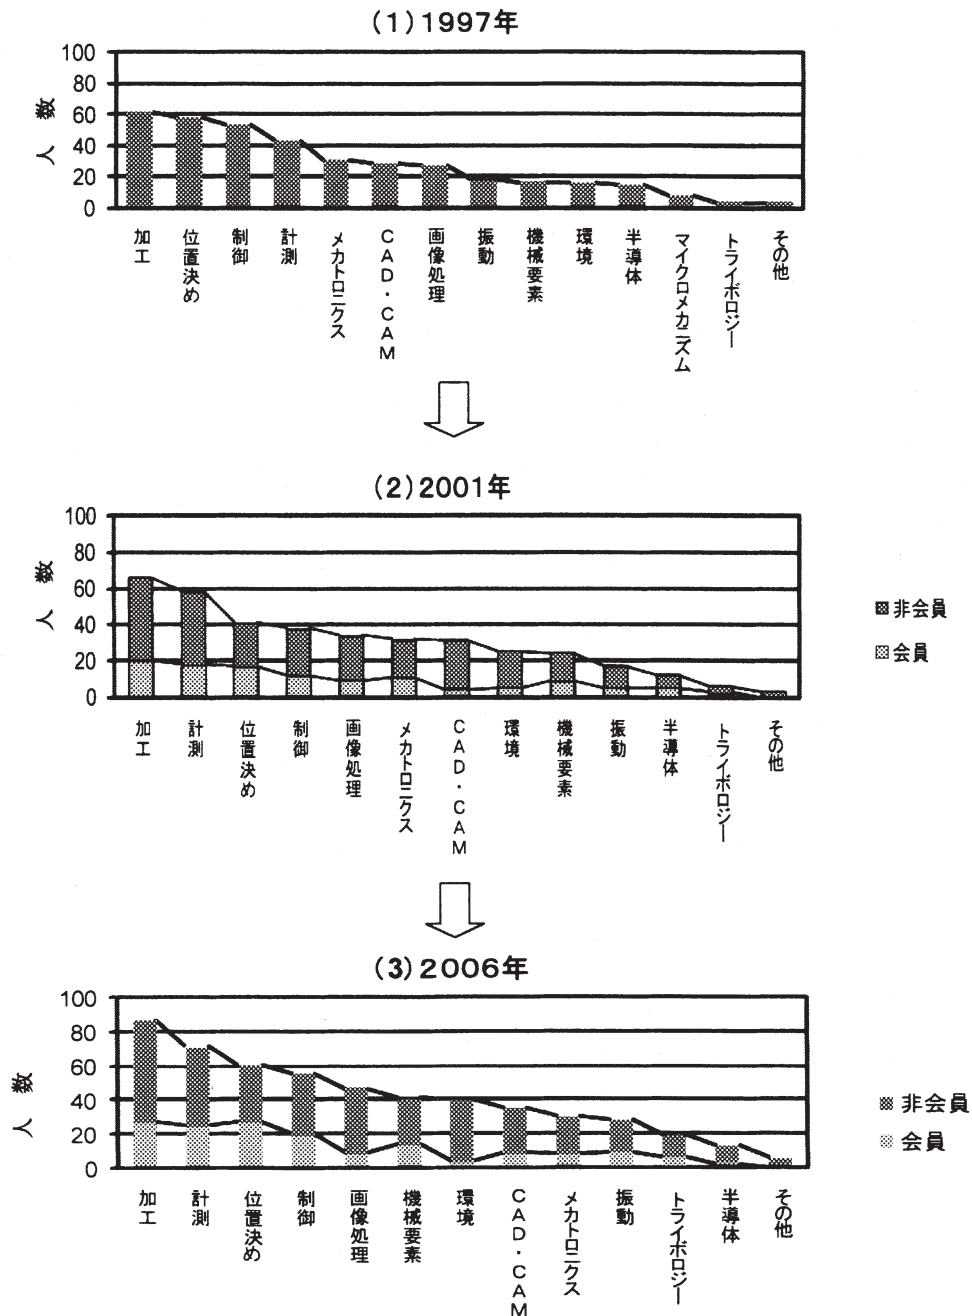 (1)1997年
100
80
60
40
20
0
人数
加工
位置決め
制御
計測
メカトロニクス
CAD・CAM
画像処理
振動
機械要素
環境
半導体
マイクロメカニズム
トライボロジー
その他
(2)2001年
100
80
60
40
20
0
人数
非会員
会員
加工
計測
位置決め
制御
画像処理
メカトロニクス
CAD・CAM
環境
機械要素
振動
半導体
トライボロジー
その他
(3)2006年
100
80
60
40
20
0
人数
非会員
会員
加工
計測
位置決め
制御
画像処理
機械要素
環境
CAD・CAM
メカトロニクス
振動
トライボロジー
半導体
その他